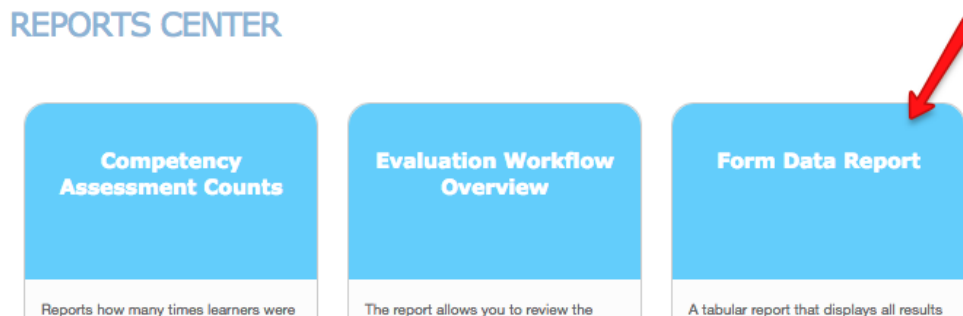 REPORTS CENTER
Competency
Assessment Counts
Evaluation Workflow
Overview
Form Data Report
Reports how many times learners were
The report allows you to review the
A tabular report that displays all results